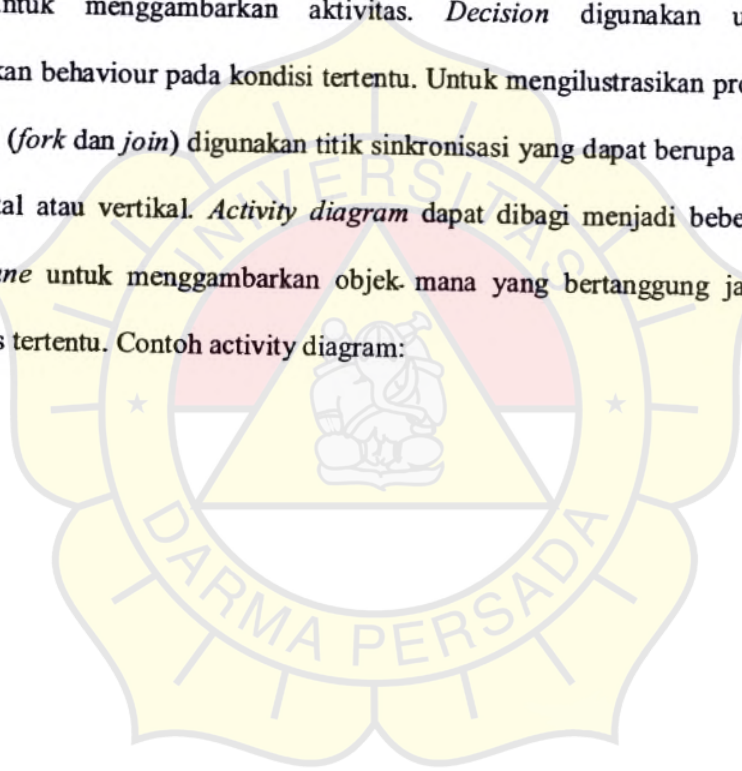 untuk menggambarkan aktivitas. Decision digunakan u
kan behaviour pada kondisi tertentu. Untuk mengilustrasikan pro
(fork dan join) digunakan titik sinkronisasi yang dapat berupa
al atau vertikal. Activity diagram dapat dibagi menjadi bebe
ne untuk menggambarkan objek mana yang bertanggung ja
s tertentu. Contoh activity diagram:
UNIVERSITAS
DARMA PERSADA